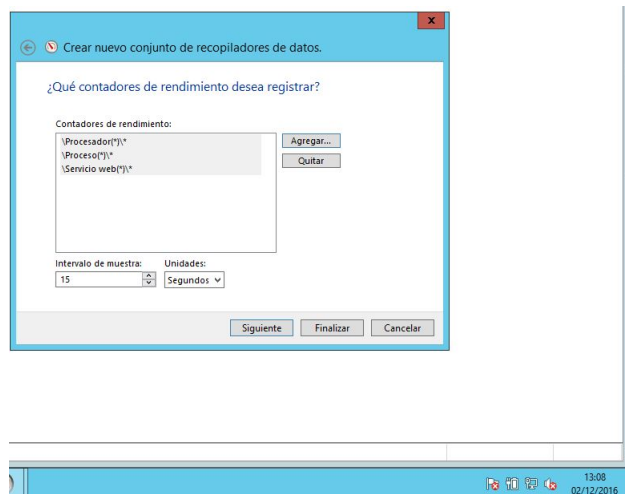 x
Crear nuevo conjunto de recopiladores de datos.
¿Qué contadores de rendimiento desea registrar?
Contadores de rendimiento:
\Procesador(*)\*
\Proceso(*)\*
\Servicio web(*)\*
Agregar...
Quitar
Intervalo de muestra: Unidades:
15 Segundos
Siguiente Finalizar Cancelar
13:08
02/12/2016